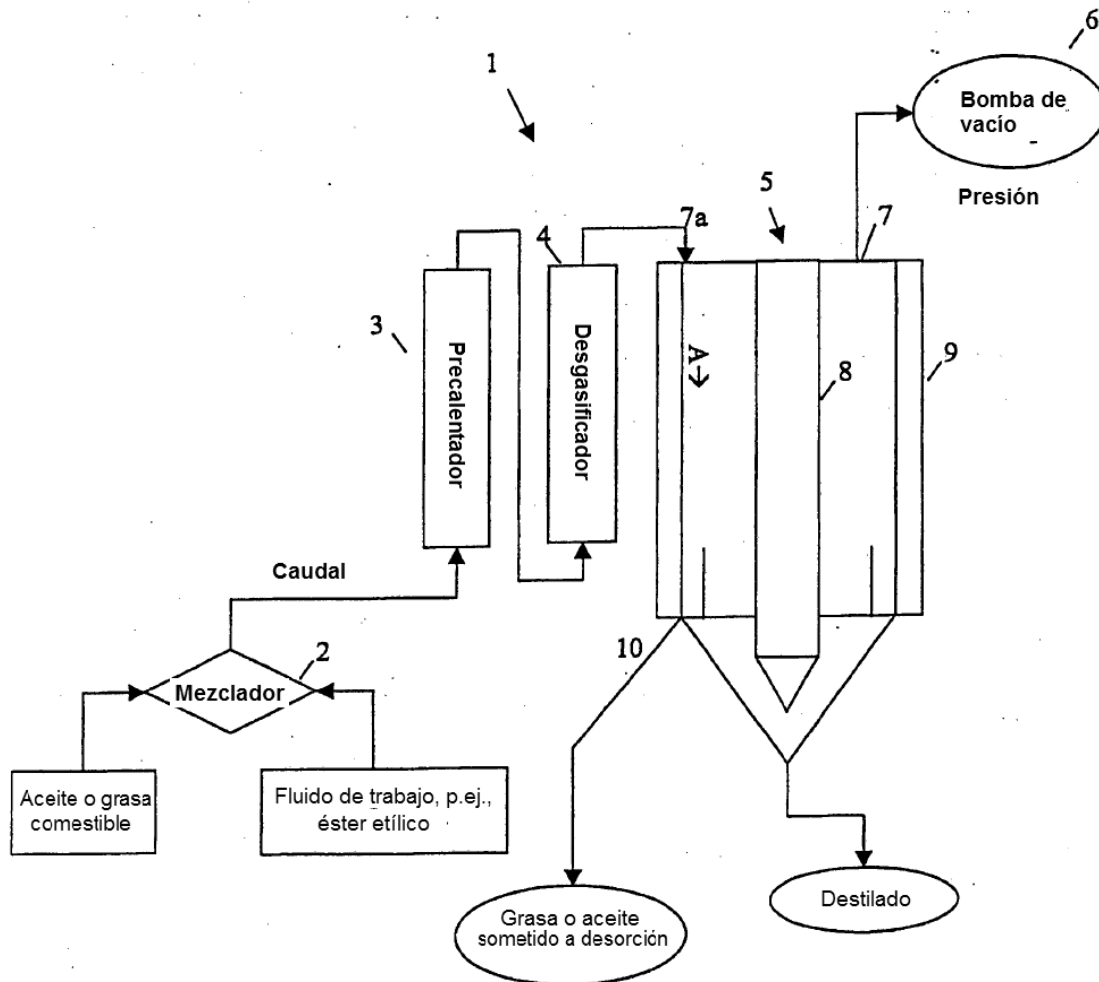 6
Bomba de
vacío
1
Presión
5
7a
7
4
3
Precalentador
Desgasificador
A
8
9
Caudal
10
2
Mezclador
Aceite o grasa
comestible
Fluido de trabajo, p.ej.,
éster etílico
Grasa o aceite
sometido a desorción
Destilado